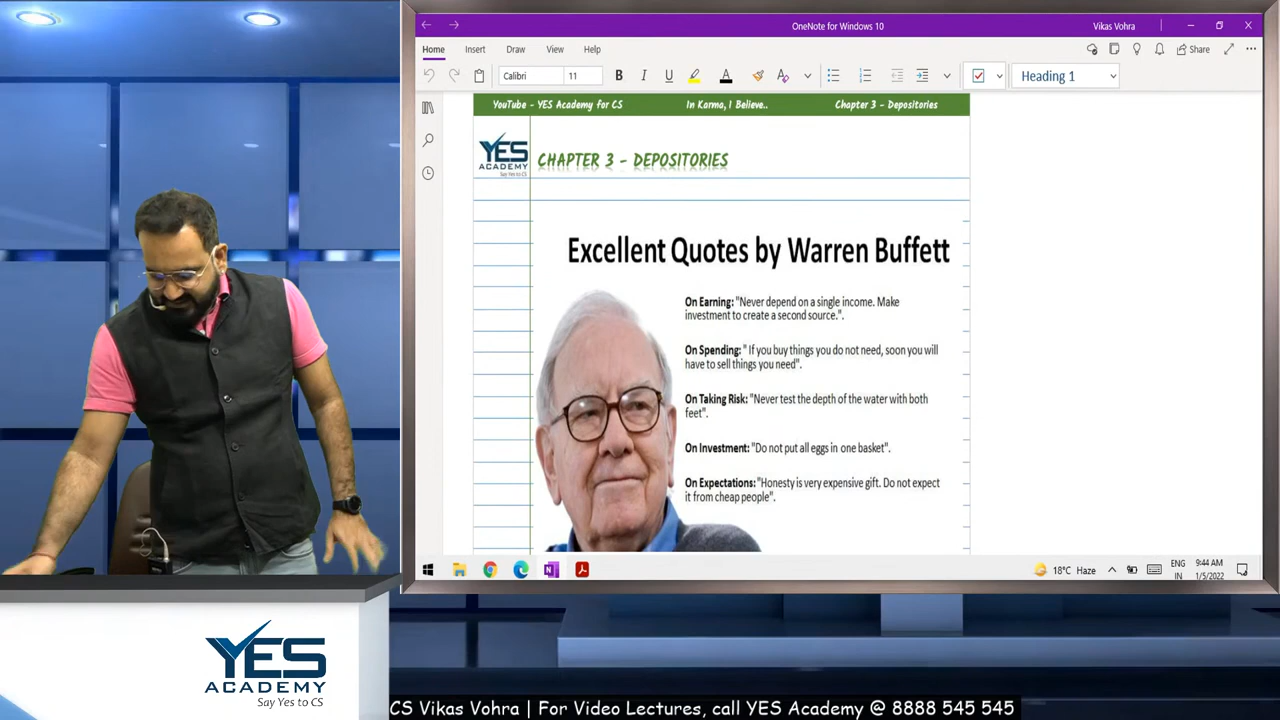 OneNote for Windows 10
Vikas Vohra
Home
Insert
Draw
View
Help
Share
Calibri
11
B
I
U
A
Heading 1
YouTube - YES Academy for CS
In Karma, I Believe..
Chapter 3 - Depositories
YES
ACADEMY
Say Yes to CS
CHAPTER 3 - DEPOSITORIES
Excellent Quotes by Warren Buffett
On Earning: "Never depend on a single income. Make
investment to create a second source.".
On Spending: " If you buy things you do not need, soon you will
have to sell things you need".
On Taking Risk: "Never test the depth of the water with both
feet".
On Investment: "Do not put all eggs in one basket".
On Expectations: "Honesty is very expensive gift. Do not expect
it from cheap people".
18°C Haze
ENG
IN
9:44 AM
1/5/2022
YES
ACADEMY
Say Yes to CS
CS Vikas Vohra | For Video Lectures, call YES Academy @ 8888 545 545